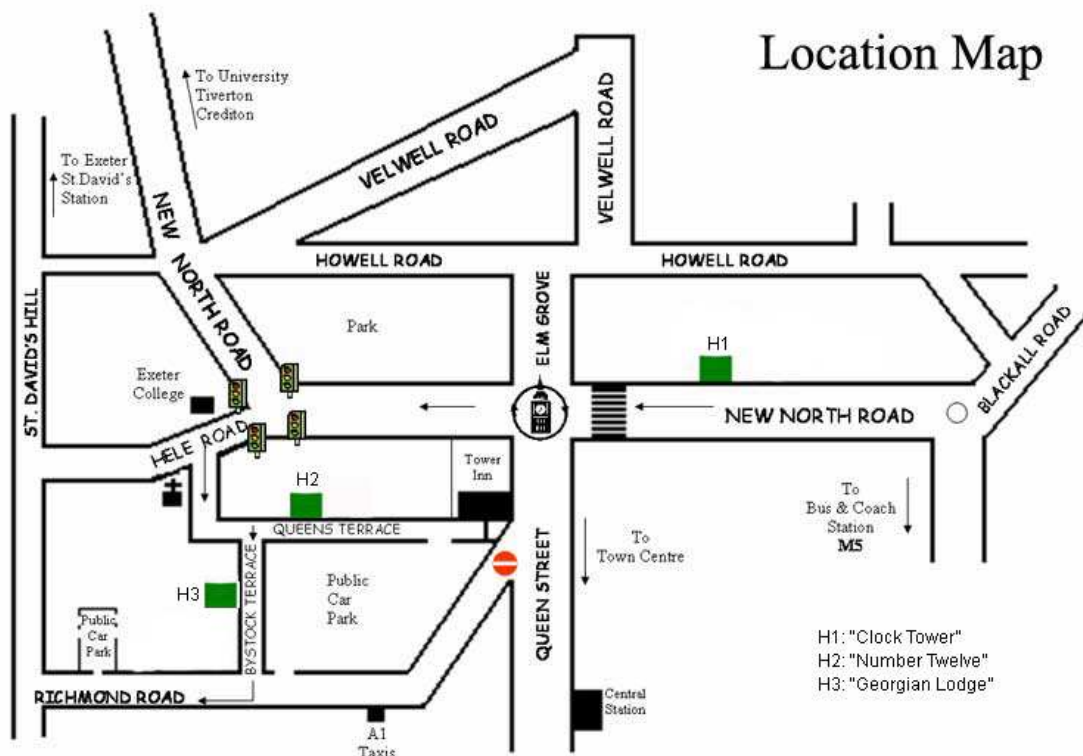 Location Map
To University
Tiverton
Crediton
To Exeter
St.David's
Station
NEW NORTH ROAD
VELWELL ROAD
VELWELL ROAD
HOWELL ROAD
HOWELL ROAD
ST. DAVID'S HILL
Park
ELM GROVE
H1
BLACKALL ROAD
Exeter
College
NEW NORTH ROAD
HELE ROAD
H2
Tower
Inn
To
Bus & Coach
Station
M5
QUEENS TERRACE
To
Town Centre
BYSTOCK TERRACE
H3
Public
Car
Park
QUEEN STREET
Public
Car
Park
H1: "Clock Tower"
H2: "Number Twelve"
H3: "Georgian Lodge"
RICHMOND ROAD
Central
Station
A1
Taxis